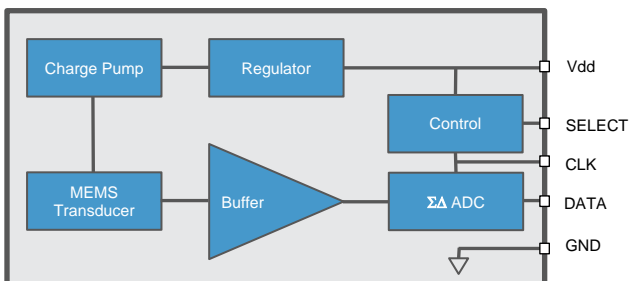 Charge Pump
Regulator
Vdd
Control
SELECT
CLK
MEMS
Transducer
Buffer
ΣΔ ADC
DATA
GND